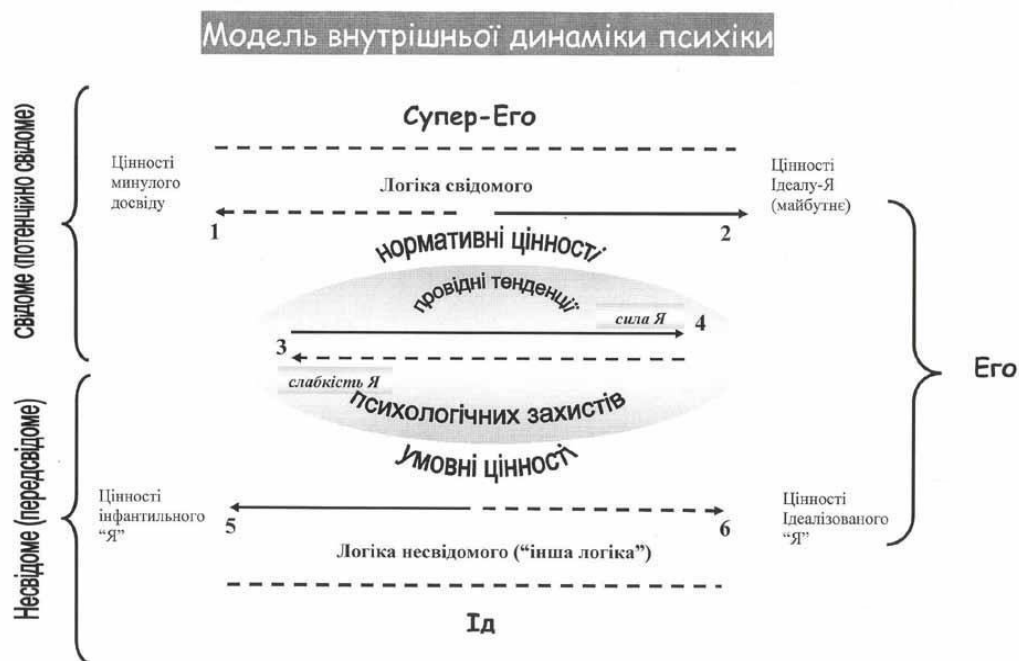 Модель внутрішньої динаміки психіки
Свідоме (потенційно свідоме)
Супер-Его
Цінності
минулого
досвіду
Логіка свідомого
Цінності
Ідеалу-Я
(майбутнє)
1
2
нормативні цінності
провідні тенденції
сила Я
4
3
слабкість Я
психологічних захистів
умовні цінності
Его
Несвідоме (передсвідоме)
Цінності
інфантильного
“Я”
5
6
Цінності
Ідеалізованого
“Я”
Логіка несвідомого (“інша логіка”)
Ід